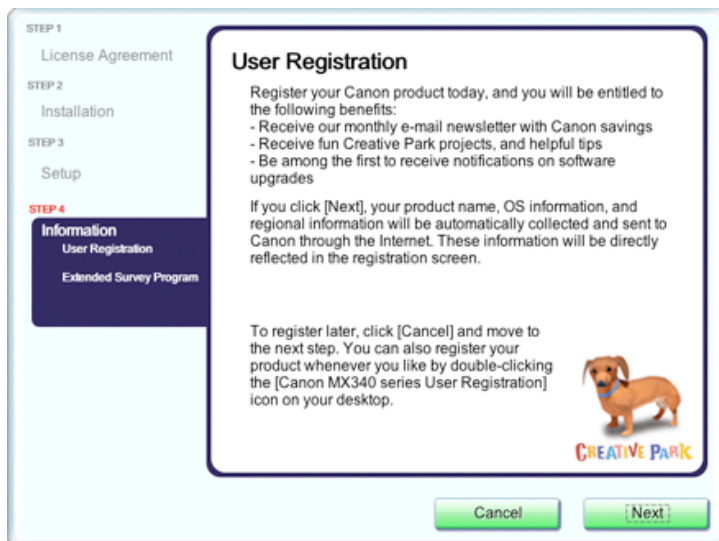 STEP 1
License Agreement
STEP 2
Installation
STEP 3
Setup
STEP 4
Information
User Registration
Extended Survey Program
User Registration
Register your Canon product today, and you will be entitled to
the following benefits:
- Receive our monthly e-mail newsletter with Canon savings
- Receive fun Creative Park projects, and helpful tips
- Be among the first to receive notifications on software
upgrades
If you click [Next], your product name, OS information, and
regional information will be automatically collected and sent to
Canon through the Internet. These information will be directly
reflected in the registration screen.
To register later, click [Cancel] and move to
the next step. You can also register your
product whenever you like by double-clicking
the [Canon MX340 series User Registration]
icon on your desktop.
CREATIVE PARK
Cancel
Next